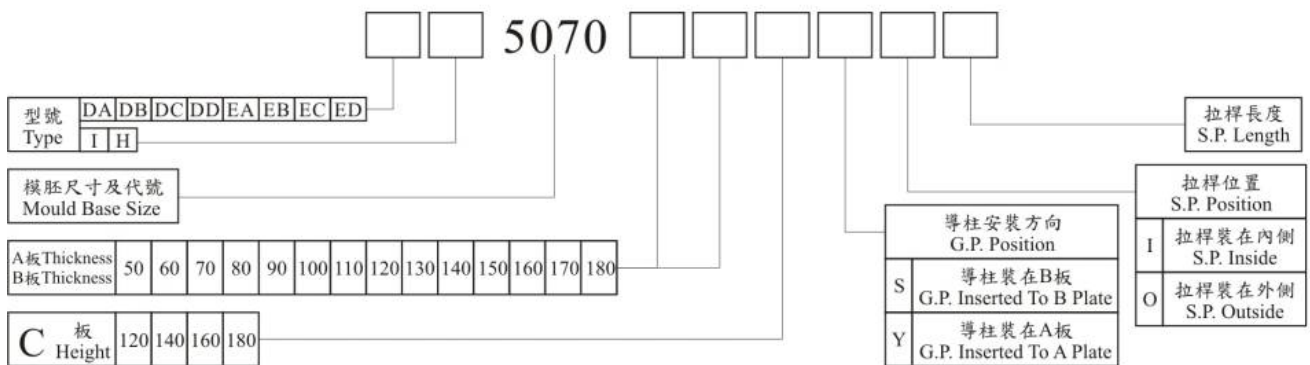 5070
型號
Type
DA DB DC DD EA EB EC ED
I H
模胚尺寸及代號
Mould Base Size
A板Thickness
B板Thickness
50 60 70 80 90 100 110 120 130 140 150 160 170 180
C 板
Height
120 140 160 180
導柱安裝方向
G.P. Position
S 導柱裝在B板
G.P. Inserted To B Plate
Y 導柱裝在A板
G.P. Inserted To A Plate
拉桿長度
S.P. Length
拉桿位置
S.P. Position
I 拉桿裝在內側
S.P. Inside
O 拉桿裝在外側
S.P. Outside